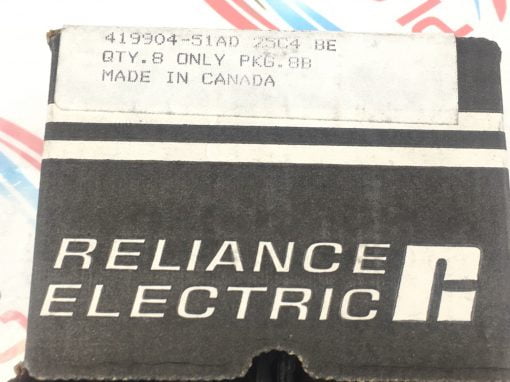 419904-51AD 25C4 BE
QTY.8 ONLY PKG.8B
MADE IN CANADA
RELIANCE
ELECTRIC